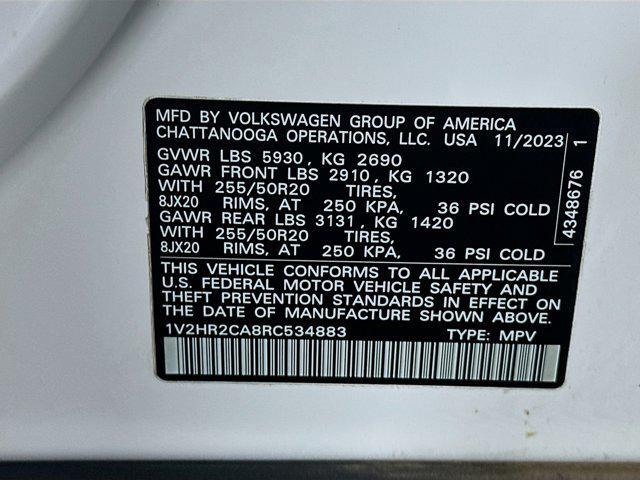 MFD BY VOLKSWAGEN GROUP OF AMERICA
CHATTANOOGA OPERATIONS, LLC. USA 11/2023
GVWR LBS 5930, KG 2690
GAWR FRONT LBS 2910, KG 1320
WITH 255/50R20 TIRES,
8JX20 RIMS, AT 250 KPA, 36 PSI COLD
GAWR REAR LBS 3131, KG 1420
WITH 255/50R20 TIRES,
8JX20 RIMS, AT 250 KPA, 36 PSI COLD
THIS VEHICLE CONFORMS TO ALL APPLICABLE
U.S. FEDERAL MOTOR VEHICLE SAFETY AND
THEFT PREVENTION STANDARDS IN EFFECT ON
THE DATE OF MANUFACTURE SHOWN ABOVE.
1V2HR2CA8RC534883 TYPE: MPV
4348676 1